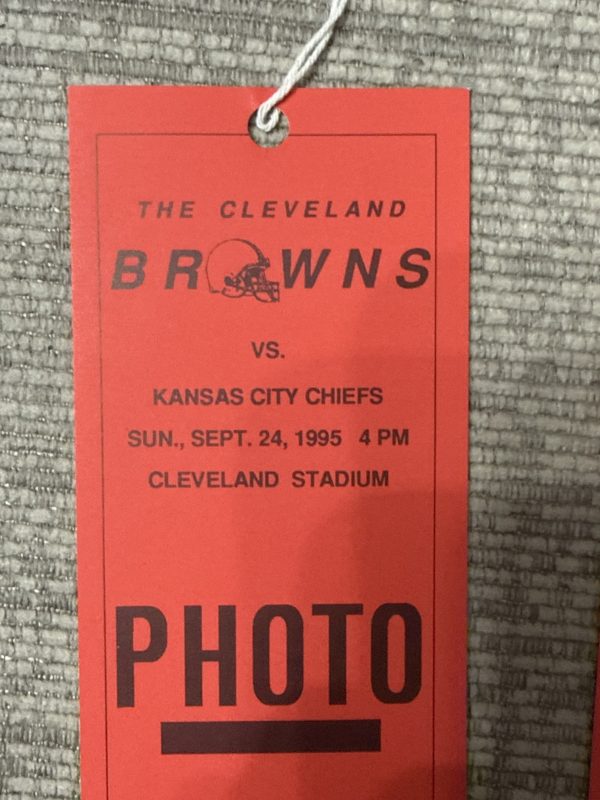 THE CLEVELAND
BROWNS
VS.
KANSAS CITY CHIEFS
SUN., SEPT. 24, 1995 4 PM
CLEVELAND STADIUM
PHOTO